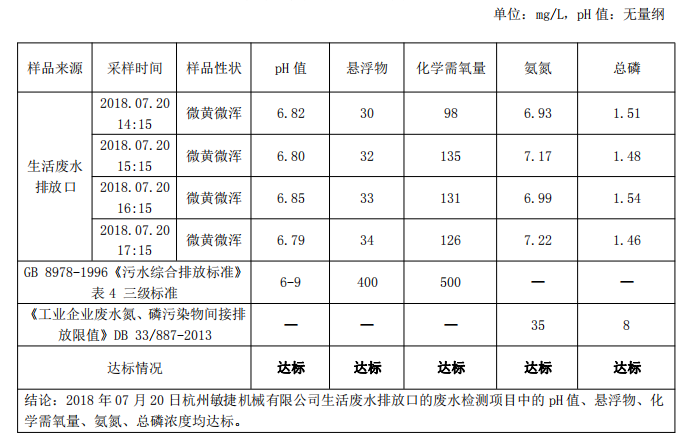 单位：mg/L，pH 值：无量纲
样品来源 采样时间 样品性状 pH 值 悬浮物 化学需氧量 氨氮 总磷
生活废水排放口 2018.07.20 14:15 微黄微浑 6.82 30 98 6.93 1.51
2018.07.20 15:15 微黄微浑 6.80 32 135 7.17 1.48
2018.07.20 16:15 微黄微浑 6.85 33 131 6.99 1.54
2018.07.20 17:15 微黄微浑 6.79 34 126 7.22 1.46
GB 8978-1996《污水综合排放标准》表 4 三级标准 6-9 400 500 — —
《工业企业废水氮、磷污染物间接排放限值》DB 33/887-2013 — — — 35 8
达标情况 达标 达标 达标 达标 达标
结论：2018 年 07 月 20 日杭州敏捷机械有限公司生活废水排放口的废水检测项目中的 pH 值、悬浮物、化
学需氧量、氨氮、总磷浓度均达标。